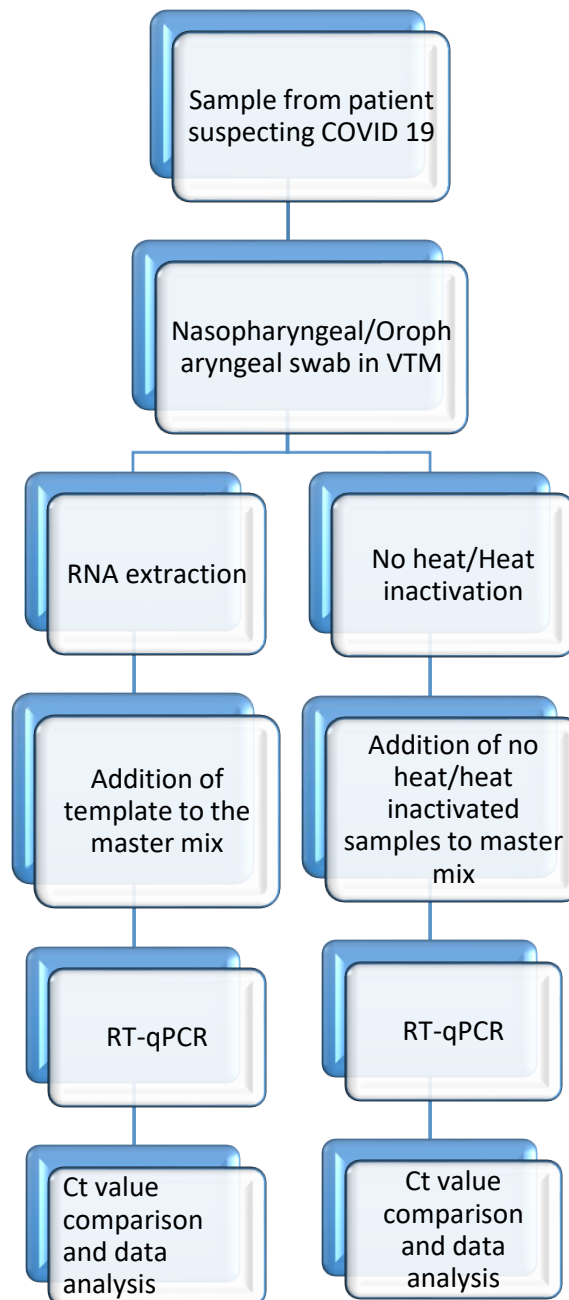 Sample from patient
suspecting COVID 19
Nasopharyngeal/Oroph
aryngeal swab in VTM
RNA extraction
No heat/Heat
inactivation
Addition of
template to the
master mix
Addition of no
heat/heat
inactivated
samples to master
mix
RT-qPCR
RT-qPCR
Ct value
comparison
and data
analysis
Ct value
comparison
and data
analysis